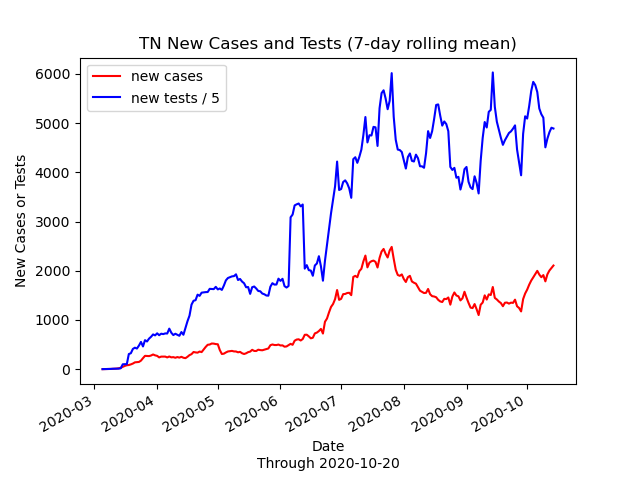 TN New Cases and Tests (7-day rolling mean)
new cases
new tests / 5
6000
5000
4000
3000
2000
1000
0
New Cases or Tests
2020-03
2020-04
2020-05
2020-06
2020-07
2020-08
2020-09
2020-10
Date
Through 2020-10-20